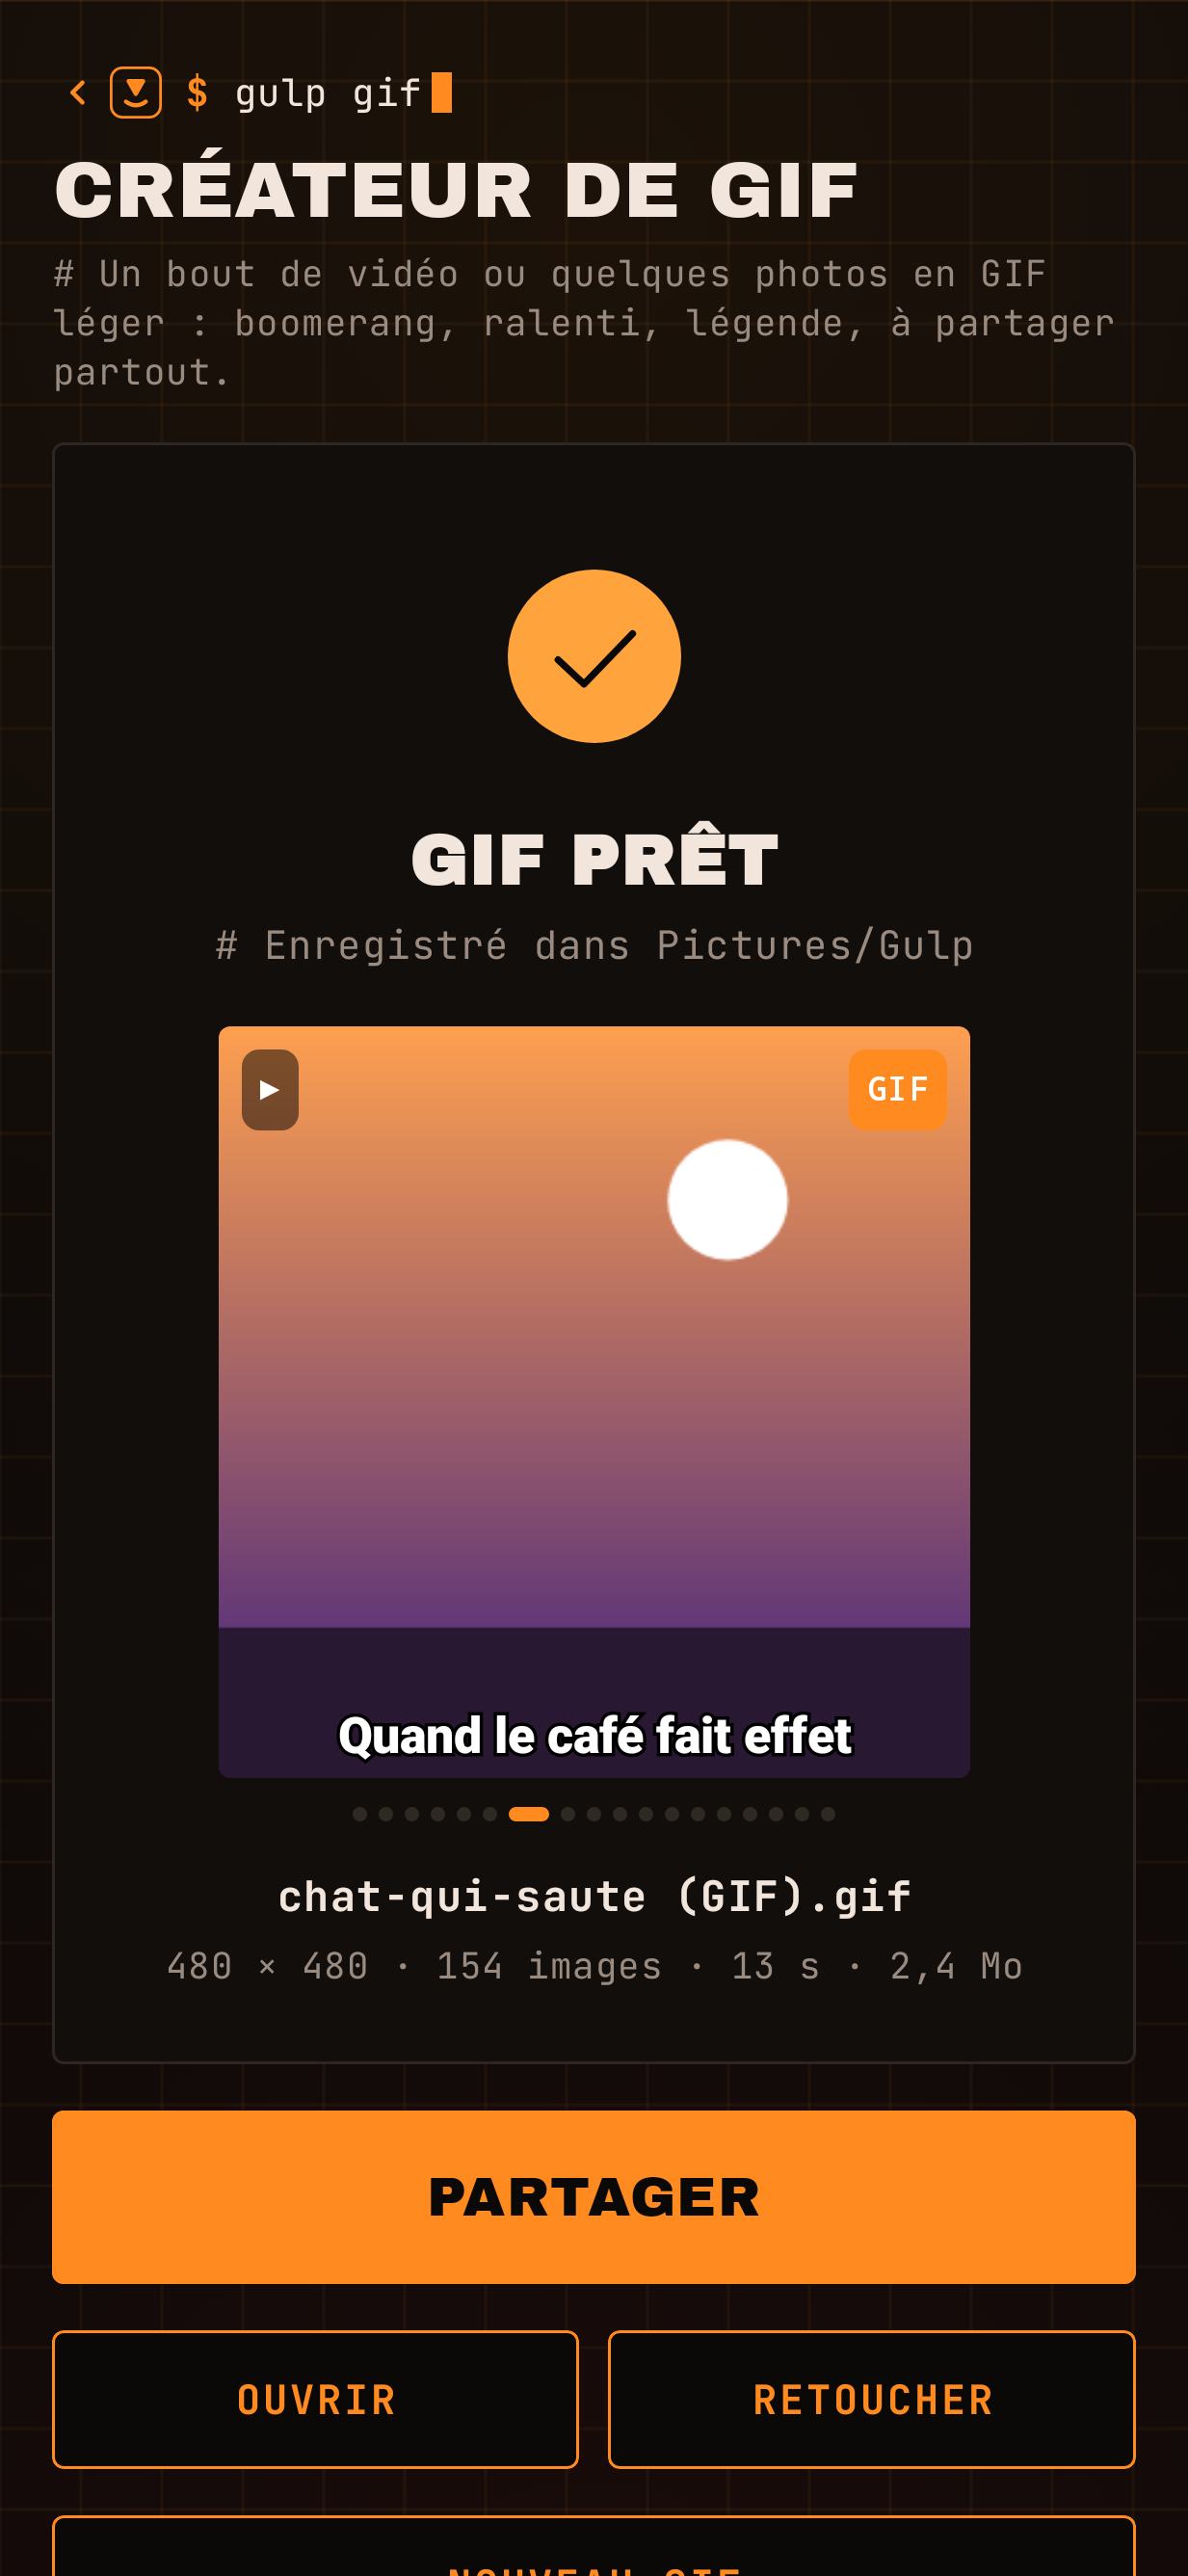 $ gulp gif
CRÉATEUR DE GIF
# Un bout de vidéo ou quelques photos en GIF
léger : boomerang, ralenti, légende, à partager
partout.
GIF PRÊT
# Enregistré dans Pictures/Gulp
GIF
Quand le café fait effet
chat-qui-saute (GIF).gif
480 × 480 · 154 images · 13 s · 2,4 Mo
PARTAGER
OUVRIR
RETOUCHER
NOUVEAU GIF